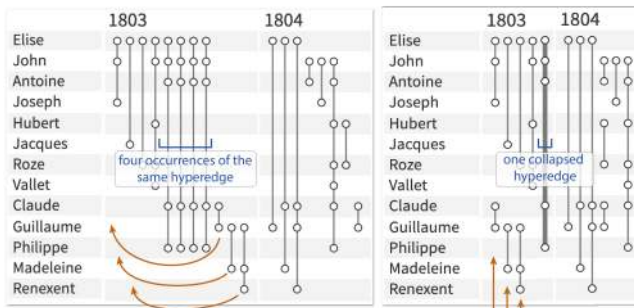 1803 1804
Elise
John
Antoine
Joseph
Hubert
Jacques
Roze
Vallet
Claude
Guillaume
Philippe
Madeleine
Renexent
four occurrences of the
same hyperedge
1803 1804
Elise
John
Antoine
Joseph
Hubert
Jacques
Roze
Vallet
Claude
Guillaume
Philippe
Madeleine
Renexent
one collapsed
hyperedge